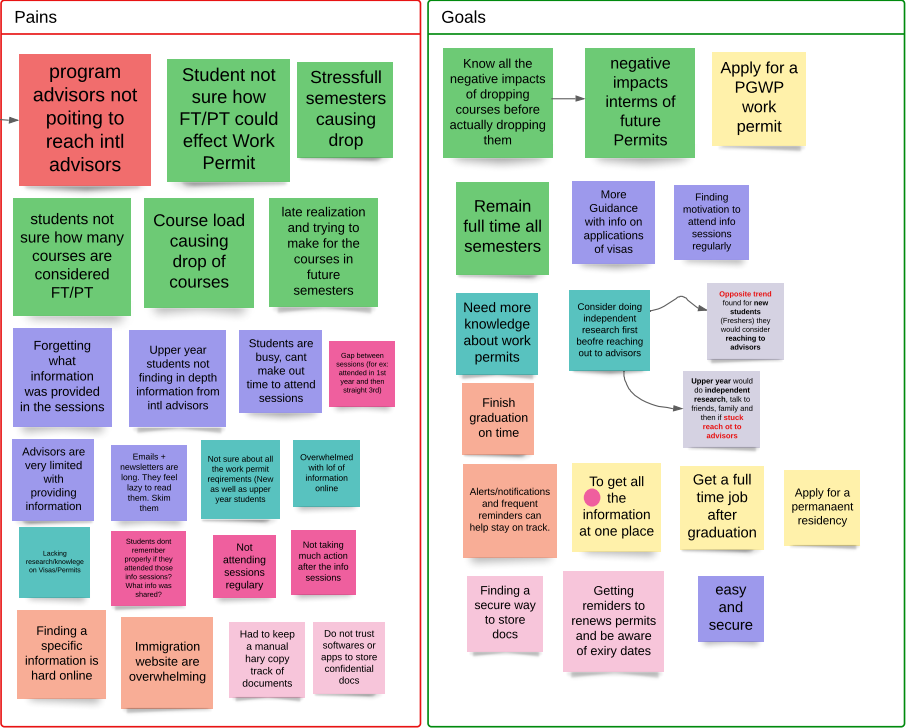 Pains
program
advisors not
poiting to
reach intl
advisors
Student not
sure how
FT/PT could
effect Work
Permit
Stressfull
semesters
causing
drop
students not
sure how many
courses are
considered
FT/PT
Course load
causing
drop of
courses
late realization
and trying to
make for the
courses in
future
semesters
Forgetting
what
information
was provided
in the sessions
Upper year
students not
finding in depth
information from
intl advisors
Students are
busy, cant
make out
time to attend
sessions
Gap between
sessions (for ex:
attended in 1st
year and then
straight 3rd)
Advisors are
very limited
with
providing
information
Emails +
newsletters are
long. They feel
lazy to read
them. Skim
them
Not sure about all
the work permit
reqirements (New
as well as upper
year students
Overwhelmed
with lof of
information
online
Lacking
research/knowlege
on Visas/Permits
Students dont
remember
properly if they
attended those
info sessions?
What info was
shared?
Not
attending
sessions
regulary
Not taking
much action
after the info
sessions
Finding a
specific
information is
hard online
Immigration
website are
overwhelming
Had to keep
a manual
hary copy
track of
documents
Do not trust
softwares or
apps to store
confidential
docs
Goals
Know all the
negative impacts
of dropping
courses before
actually dropping
them
negative
impacts
interms of
future
Permits
Apply for a
PGWP
work
permit
Remain
full time all
semesters
More
Guidance
with info on
applications
of visas
Finding
motivation to
attend info
sessions
regularly
Need more
knowledge
about work
permits
Consider doing
independent
research first
beofre reaching
out to advisors
Opposite trend
found for new
students
(Freshers) they
would consider
reaching to
advisors
Upper year would
do independent
research, talk to
friends, family and
then if stuck
reach ot to
advisors
Finish
graduation
on time
Alerts/notifications
and frequent
reminders can
help stay on track.
To get all
the
information
at one place
Get a full
time job
after
graduation
Apply for a
permanaent
residency
Finding a
secure way
to store
docs
Getting
remiders to
renews permits
and be aware
of exiry dates
easy
and
secure